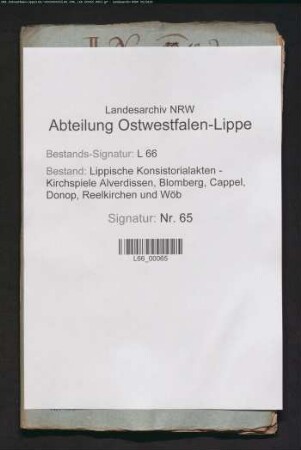 Landesarchiv NRW
Abteilung Ostwestfalen-Lippe
Bestands-Signatur: L 66
Bestand: Lippische Konsistorialakten -
Kirchspiele Alverdissen, Blomberg, Cappel,
Donop, Reelkirchen und Wöb
Signatur: Nr. 65
L66_00065